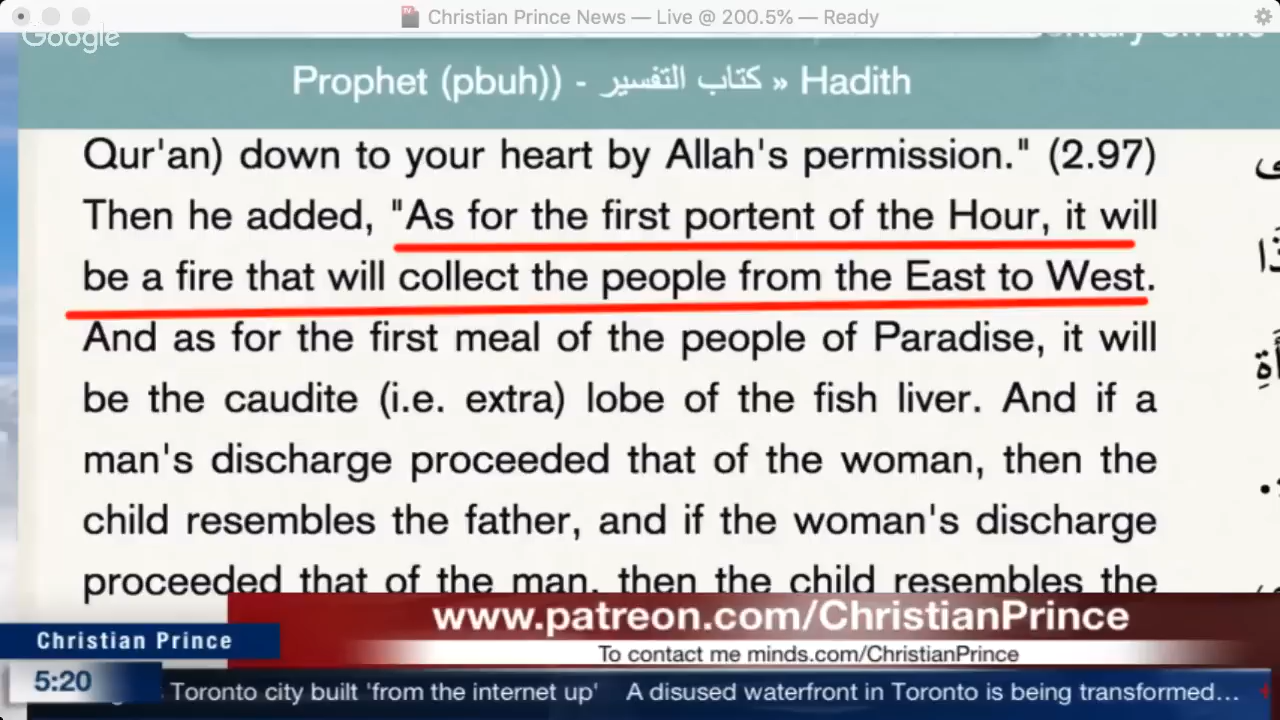 Christian Prince News — Live @ 200.5% — Ready
Google
Prophet (pbuh)) - كتاب التفسير » Hadith
Qur'an) down to your heart by Allah's permission." (2.97)
Then he added, "As for the first portent of the Hour, it will
be a fire that will collect the people from the East to West.
And as for the first meal of the people of Paradise, it will
be the caudite (i.e. extra) lobe of the fish liver. And if a
man's discharge proceeded that of the woman, then the
child resembles the father, and if the woman's discharge
proceeded that of the man, then the child resembles the
www.patreon.com/ChristianPrince
Christian Prince
To contact me minds.com/ChristianPrince
5:20
Toronto city built 'from the internet up' A disused waterfront in Toronto is being transformed...